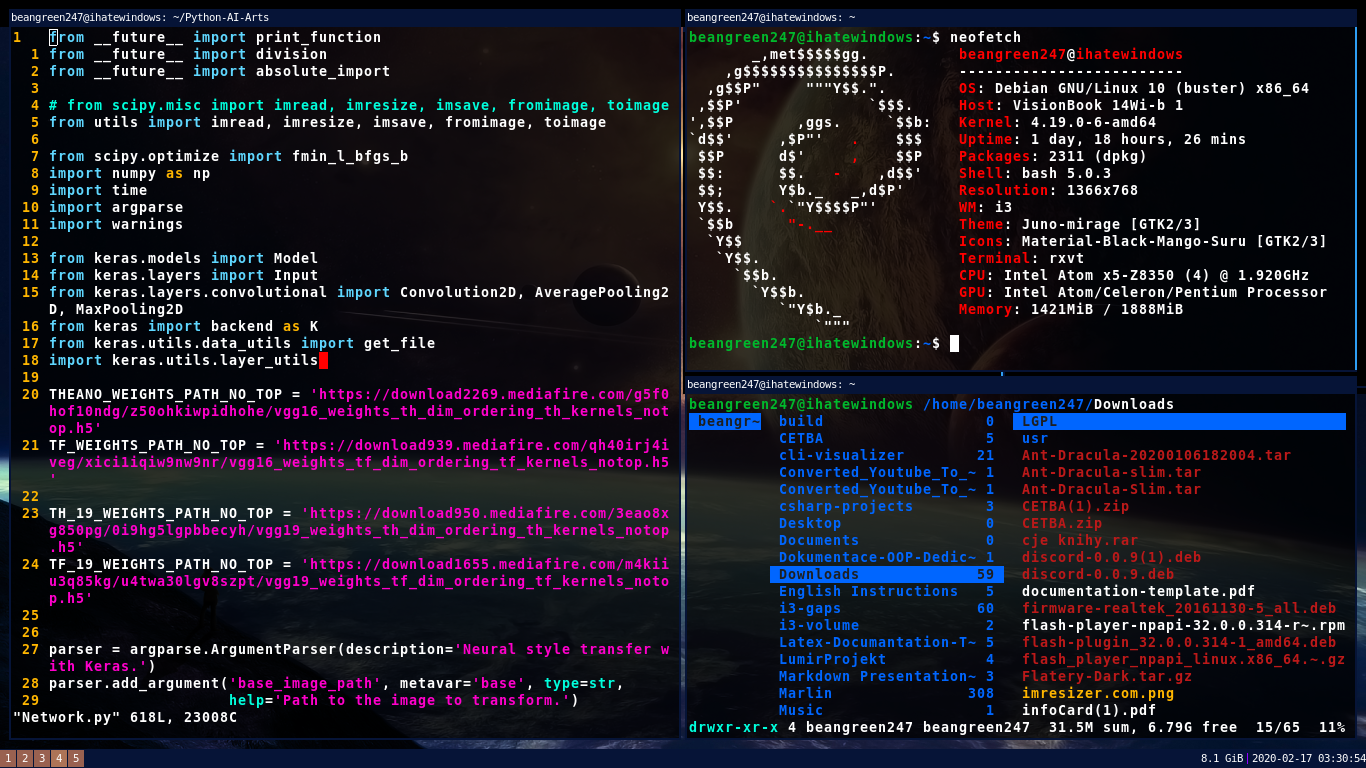 beangreen247@ihatewindows: ~/Python-AI-Arts
1 from __future__ import print_function
1 from __future__ import division
2 from __future__ import absolute_import
3
4 # from scipy.misc import imread, imresize, imsave, fromimage, toimage
5 from utils import imread, imresize, imsave, fromimage, toimage
6
7 from scipy.optimize import fmin_l_bfgs_b
8 import numpy as np
9 import time
10 import argparse
11 import warnings
12
13 from keras.models import Model
14 from keras.layers import Input
15 from keras.layers.convolutional import Convolution2D, AveragePooling2
D, MaxPooling2D
16 from keras import backend as K
17 from keras.utils.data_utils import get_file
18 import keras.utils.layer_utils
19
20 THEANO_WEIGHTS_PATH_NO_TOP = 'https://download2269.mediafire.com/g5f0
hof10ndg/z50ohkiwpidhohe/vgg16_weights_th_dim_ordering_th_kernels_not
op.h5'
21 TF_WEIGHTS_PATH_NO_TOP = 'https://download939.mediafire.com/qh40irj4i
veg/xici1iqiw9nw9nr/vgg16_weights_tf_dim_ordering_tf_kernels_notop.h5
'
22
23 TH_19_WEIGHTS_PATH_NO_TOP = 'https://download950.mediafire.com/3eao8x
g850pg/0i9hg5lgpbbecyh/vgg19_weights_th_dim_ordering_th_kernels_notop
.h5'
24 TF_19_WEIGHTS_PATH_NO_TOP = 'https://download1655.mediafire.com/m4kii
u3q85kg/u4twa30lgv8szpt/vgg19_weights_tf_dim_ordering_tf_kernels_noto
p.h5'
25
26
27 parser = argparse.ArgumentParser(description='Neural style transfer w
ith Keras.')
28 parser.add_argument('base_image_path', metavar='base', type=str,
29 help='Path to the image to transform.')
"Network.py" 618L, 23008C
beangreen247@ihatewindows: ~
beangreen247@ihatewindows:~$ neofetch
_,met$$$$$gg.
,g$$$$$$$$$$$$$$$P.
,g$$P" """Y$$.".
,$$P' `$$$.
',$$P ,ggs. `$$b:
`d$$' ,$P"' . $$$
$$P d$' , $$P
$$: $$. - ,d$$'
$$; Y$b._ _,d$P'
Y$$. `.`"Y$$$$P"'
`$$b "-.__
`Y$$
`Y$$.
`$$b.
`Y$$b.
`"Y$b._
`"""
beangreen247@ihatewindows
-------------------------
OS: Debian GNU/Linux 10 (buster) x86_64
Host: VisionBook 14Wi-b 1
Kernel: 4.19.0-6-amd64
Uptime: 1 day, 18 hours, 26 mins
Packages: 2311 (dpkg)
Shell: bash 5.0.3
Resolution: 1366x768
WM: i3
Theme: Juno-mirage [GTK2/3]
Icons: Material-Black-Mango-Suru [GTK2/3]
Terminal: rxvt
CPU: Intel Atom x5-Z8350 (4) @ 1.920GHz
GPU: Intel Atom/Celeron/Pentium Processor
Memory: 1421MiB / 1888MiB
beangreen247@ihatewindows:~$
beangreen247@ihatewindows: ~
beangreen247@ihatewindows /home/beangreen247/Downloads
beangr~ build 0 LGPL
CETBA 5 usr
cli-visualizer 21 Ant-Dracula-20200106182004.tar
Converted_Youtube_To_~ 1 Ant-Dracula-slim.tar
Converted_Youtube_To_~ 1 Ant-Dracula-Slim.tar
csharp-projects 3 CETBA(1).zip
Desktop 0 CETBA.zip
Documents 0 cje knihy.rar
Dokumentace-OOP-Dedic~ 1 discord-0.0.9(1).deb
Downloads 59 discord-0.0.9.deb
English Instructions 5 documentation-template.pdf
i3-gaps 60 firmware-realtek_20161130-5_all.deb
i3-volume 2 flash-player-npapi-32.0.0.314-r~.rpm
Latex-Documantation-T~ 5 flash-plugin_32.0.0.314-1_amd64.deb
LumirProjekt 4 flash_player_npapi_linux.x86_64.~.gz
Markdown Presentation~ 3 Flatery-Dark.tar.gz
Marlin 308 imresizer.com.png
Music 1 infoCard(1).pdf
drwxr-xr-x 4 beangreen247 beangreen247 31.5M sum, 6.79G free 15/65 11%
1 2 3 4 5
8.1 GiB 2020-02-17 03:30:54